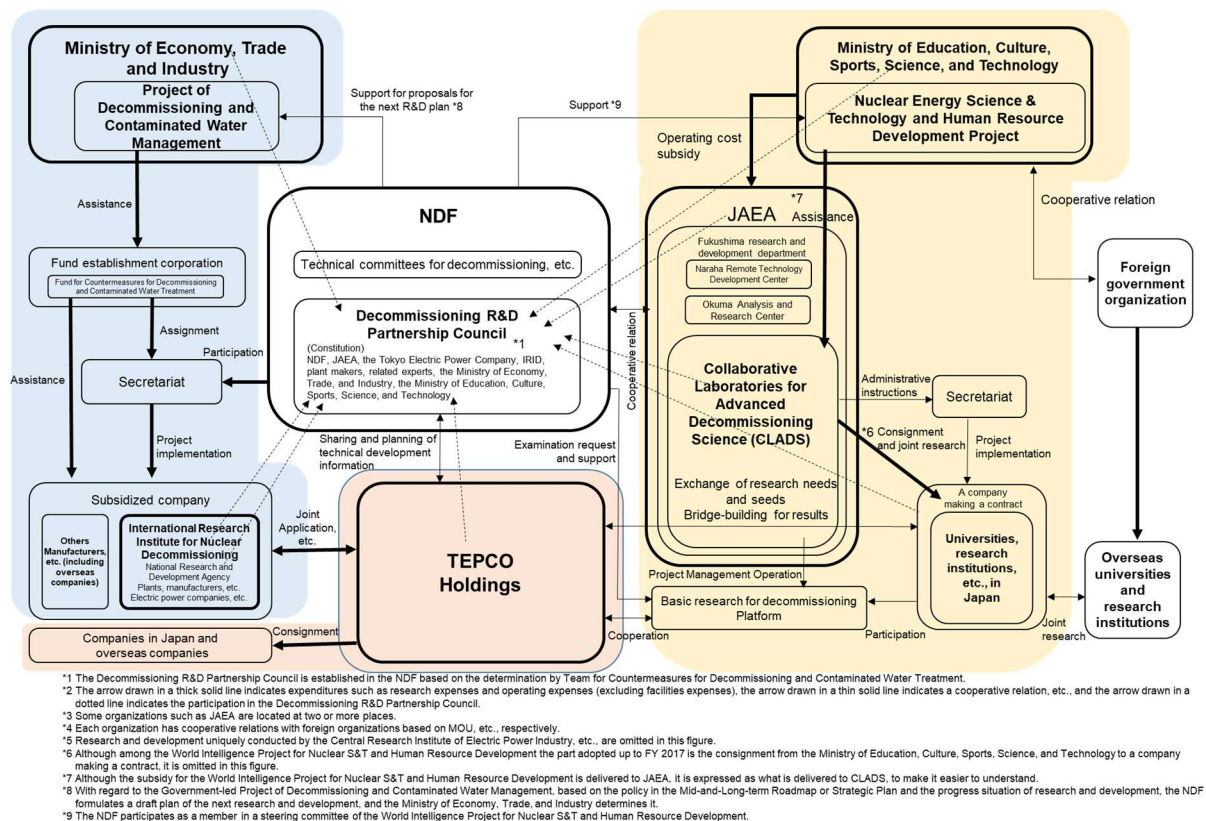 Ministry of Economy, Trade
and Industry
Project of
Decommissioning and
Contaminated Water
Management
Support for proposals for
the next R&D plan *8
Support *9
Ministry of Education, Culture,
Sports, Science, and Technology
Nuclear Energy Science &
Technology and Human Resource
Development Project
Operating cost
subsidy
Cooperative relation
Assistance
Fund establishment corporation
Fund for Countermeasures for Decommissioning
and Contaminated Water Treatment
Assignment
Participation
Assistance
Secretariat
Project
implementation
NDF
Technical committees for decommissioning, etc.
Decommissioning R&D
Partnership Council
*1
(Constitution)
NDF, JAEA, the Tokyo Electric Power Company, IRID,
plant makers, related experts, the Ministry of Economy,
Trade, and Industry, the Ministry of Education, Culture,
Sports, Science, and Technology
Cooperative relation
JAEA
*7
Assistance
Fukushima research and
development department
Naraha Remote Technology
Development Center
Okuma Analysis and
Research Center
Collaborative
Laboratories for
Advanced
Decommissioning
Science (CLADS)
Exchange of research needs
and seeds
Bridge-building for results
Administrative
instructions
Secretariat
*6 Consignment
and joint research
Project
implementation
Foreign
government
organization
Sharing and planning of
technical development
information
Examination request
and support
Subsidized company
Others
Manufacturers,
etc. (including
overseas
companies)
International Research
Institute for Nuclear
Decommissioning
National Research and
Development Agency
Plants, manufacturers, etc.
Electric power companies, etc.
Joint
Application,
etc.
TEPCO
Holdings
A company
making a contract
Universities,
research
institutions,
etc., in
Japan
Overseas
universities
and
research
institutions
Project Management Operation
Basic research for decommissioning
Platform
Cooperation
Participation
Joint
research
Companies in Japan and
overseas companies
Consignment
*1 The Decommissioning R&D Partnership Council is established in the NDF based on the determination by Team for Countermeasures for Decommissioning and Contaminated Water Treatment.
*2 The arrow drawn in a thick solid line indicates expenditures such as research expenses and operating expenses (excluding facilities expenses), the arrow drawn in a thin solid line indicates a cooperative relation, etc., and the arrow drawn in a
dotted line indicates the participation in the Decommissioning R&D Partnership Council.
*3 Some organizations such as JAEA are located at two or more places.
*4 Each organization has cooperative relations with foreign organizations based on MOU, etc., respectively.
*5 Research and development uniquely conducted by the Central Research Institute of Electric Power Industry, etc., are omitted in this figure.
*6 Although among the World Intelligence Project for Nuclear S&T and Human Resource Development the part adopted up to FY 2017 is the consignment from the Ministry of Education, Culture, Sports, Science, and Technology to a company
making a contract, it is omitted in this figure.
*7 Although the subsidy for the World Intelligence Project for Nuclear S&T and Human Resource Development is delivered to JAEA, it is expressed as what is delivered to CLADS, to make it easier to understand.
*8 With regard to the Government-led Project of Decommissioning and Contaminated Water Management, based on the policy in the Mid-and-Long-term Roadmap or Strategic Plan and the progress situation of research and development, the NDF
formulates a draft plan of the next research and development, and the Ministry of Economy, Trade, and Industry determines it.
*9 The NDF participates as a member in a steering committee of the World Intelligence Project for Nuclear S&T and Human Resource Development.